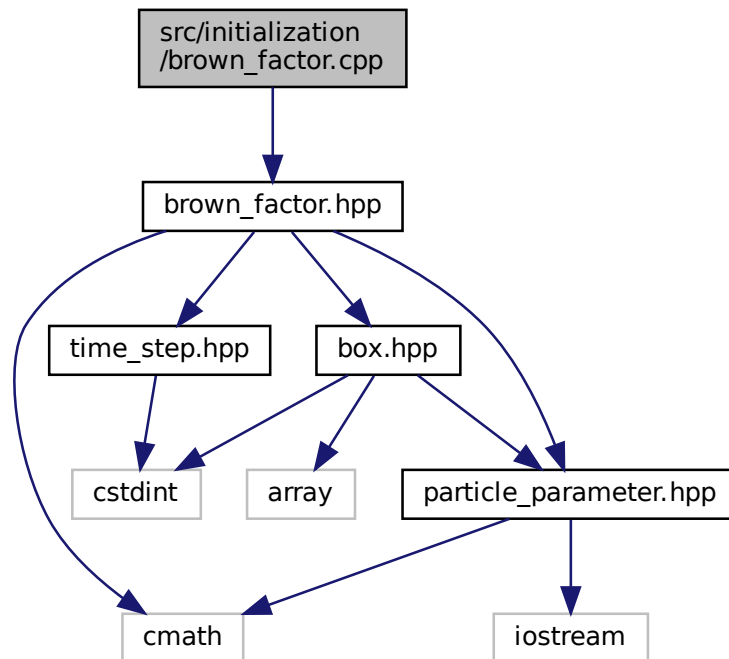 src/initialization
/brown_factor.cpp
brown_factor.hpp
time_step.hpp
box.hpp
cstdint
array
particle_parameter.hpp
cmath
iostream